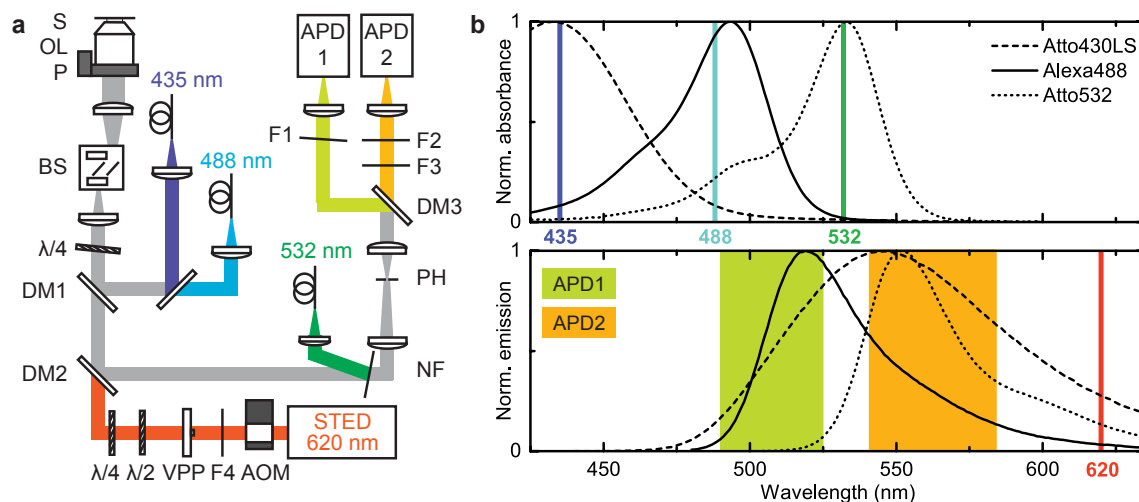 a
S
OL
P
435 nm
BS
488 nm
λ/4
DM1
532 nm
DM2
λ/4 λ/2 VPP F4 AOM
STED
620 nm
APD
1
APD
2
F1
F2
F3
DM3
PH
NF
b
Norm. absorbance
1
0
Atto430LS
Alexa488
Atto532
435
488
532
Norm. emission
1
0
APD1
APD2
450
500
550
600
620
Wavelength (nm)